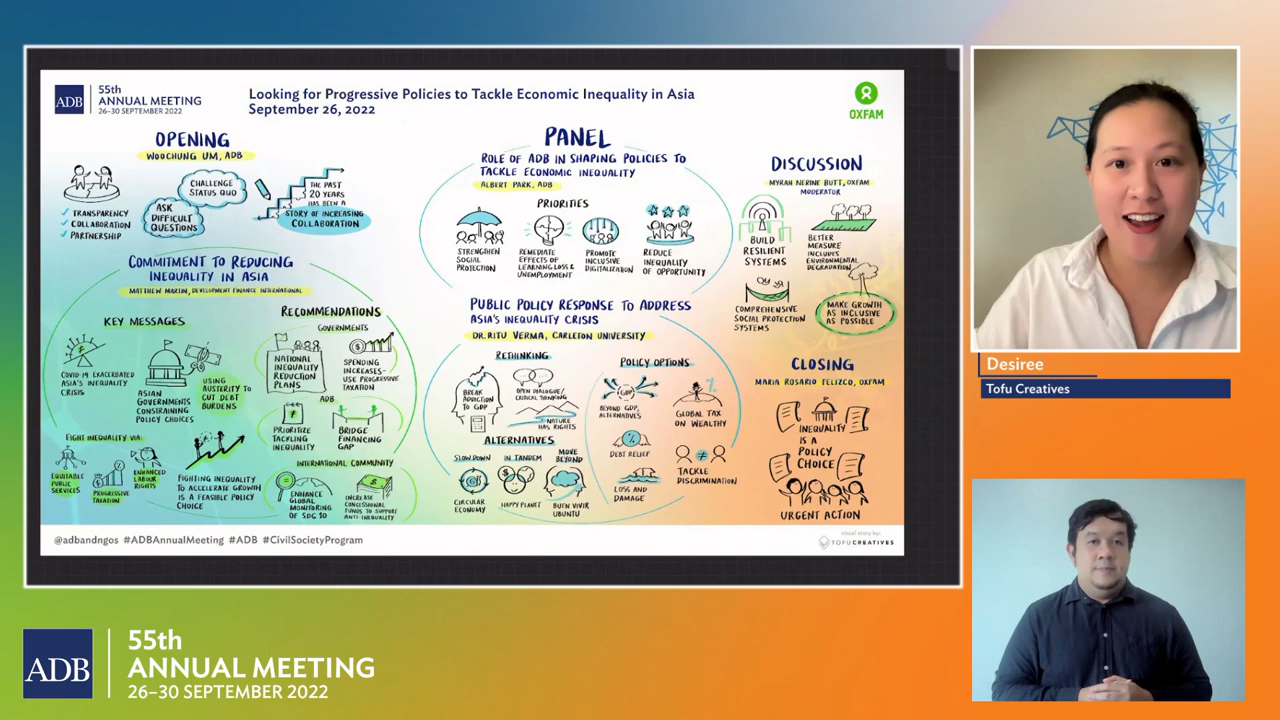 ADB
55th
ANNUAL MEETING
26-30 SEPTEMBER 2022
Looking for Progressive Policies to Tackle Economic Inequality in Asia
September 26, 2022
OXFAM
OPENING
WOOCHUNG UM, ADB
TRANSPARENCY
COLLABORATION
PARTNERSHIP
CHALLENGE
STATUS QUO
ASK
DIFFICULT
QUESTIONS
THE PAST
20 YEARS
HAS BEEN A
STORY OF INCREASING
COLLABORATION
COMMITMENT TO REDUCING
INEQUALITY IN ASIA
MATTHEW MARTIN, DEVELOPMENT FINANCE INTERNATIONAL
KEY MESSAGES
COVID-19 EXACERBATED
ASIA'S INEQUALITY
CRISIS
ASIAN
GOVERNMENTS
CONSTRAINING
POLICY CHOICES
USING
AUSTERITY TO
CUT DEBT
BURDENS
FIGHT INEQUALITY VIA:
EQUITABLE
PUBLIC
SERVICES
PROGRESSIVE
TAXATION
ENHANCED
LABOUR
RIGHTS
FIGHTING INEQUALITY
TO ACCELERATE GROWTH
IS A FEASIBLE POLICY
CHOICE
RECOMMENDATIONS
GOVERNMENTS
NATIONAL
INEQUALITY
REDUCTION
PLANS
SPENDING
INCREASES-
USE PROGRESSIVE
TAXATION
ADB
PRIORITIZE
TACKLING
INEQUALITY
BRIDGE
FINANCING
GAP
INTERNATIONAL COMMUNITY
ENHANCE
GLOBAL
MONITORING
OF SDG 10
INCREASE
CONCESSIONAL
FUNDS TO SUPPORT
ANTI-INEQUALITY
PANEL
ROLE OF ADB IN SHAPING POLICIES TO
TACKLE ECONOMIC INEQUALITY
ALBERT PARK, ADB
PRIORITIES
STRENGTHEN
SOCIAL
PROTECTION
REMEDIATE
EFFECTS OF
LEARNING LOSS &
UNEMPLOYMENT
PROMOTE
INCLUSIVE
DIGITALIZATION
REDUCE
INEQUALITY
OF OPPORTUNITY
PUBLIC POLICY RESPONSE TO ADDRESS
ASIA'S INEQUALITY CRISIS
DR. RITU VERMA, CARLETON UNIVERSITY
RETHINKING
BREAK
ADDICTION
TO GDP
OPEN DIALOGUE/
CRITICAL THINKING
NATURE
HAS RIGHTS
ALTERNATIVES
SLOW DOWN
CIRCULAR
ECONOMY
IN TANDEM
HAPPY PLANET
MOVE
BEYOND
BUEN VIVIR
UBUNTU
POLICY OPTIONS
GDP
BEYOND GDP,
ALTERNATIVES
%
GLOBAL TAX
ON WEALTHY
%
DEBT RELIEF
LOSS AND
DAMAGE
TACKLE
DISCRIMINATION
DISCUSSION
MYRAH NERINE BUTT, OXFAM
MODERATOR
BUILD
RESILIENT
SYSTEMS
BETTER
MEASURE
INCLUDES
ENVIRONMENTAL
DEGRADATION
COMPREHENSIVE
SOCIAL PROTECTION
SYSTEMS
MAKE GROWTH
AS INCLUSIVE
AS POSSIBLE
CLOSING
MARIA ROSARIO FELIZCO, OXFAM
INEQUALITY
IS A
POLICY
CHOICE
URGENT ACTION
@adbandngos #ADBAnnualMeeting #ADB #CivilSocietyProgram
visual story by:
TOFUCREATIVES
Desiree
Tofu Creatives
ADB
55th
ANNUAL MEETING
26–30 SEPTEMBER 2022